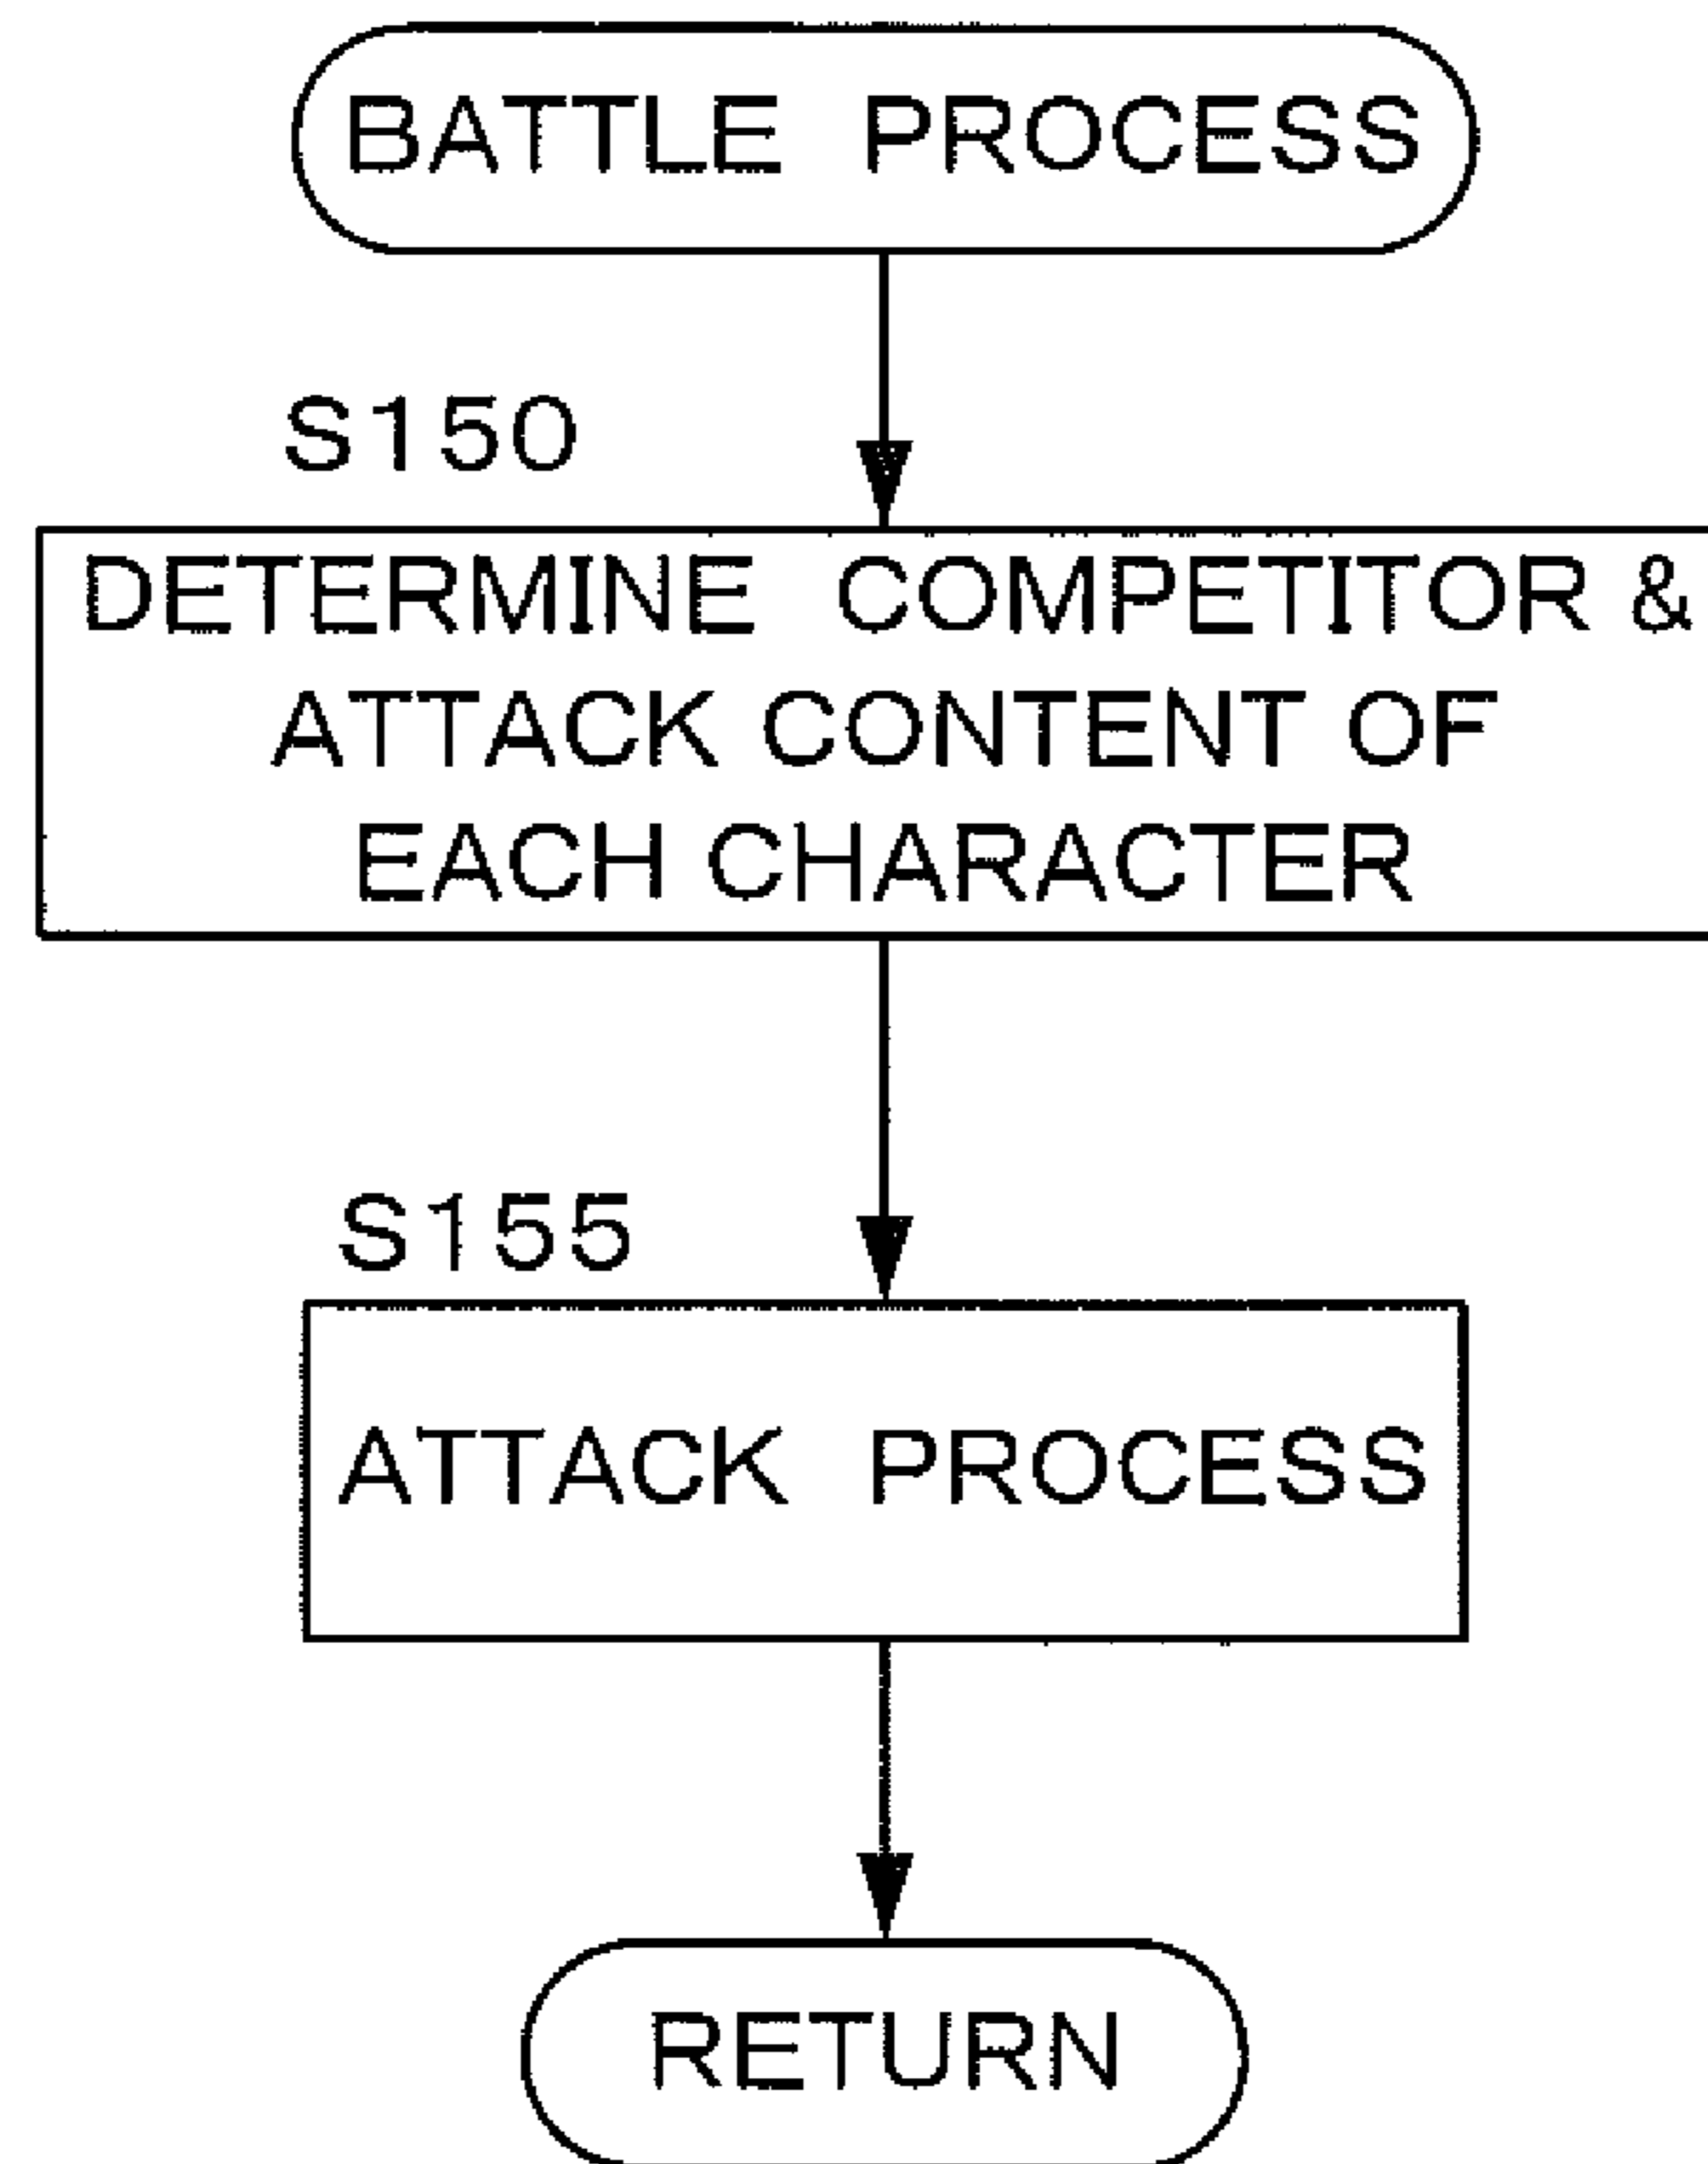 BATTLE PROCESS
S150
DETERMINE COMPETITOR &
ATTACK CONTENT OF
EACH CHARACTER
S155
ATTACK PROCESS
RETURN